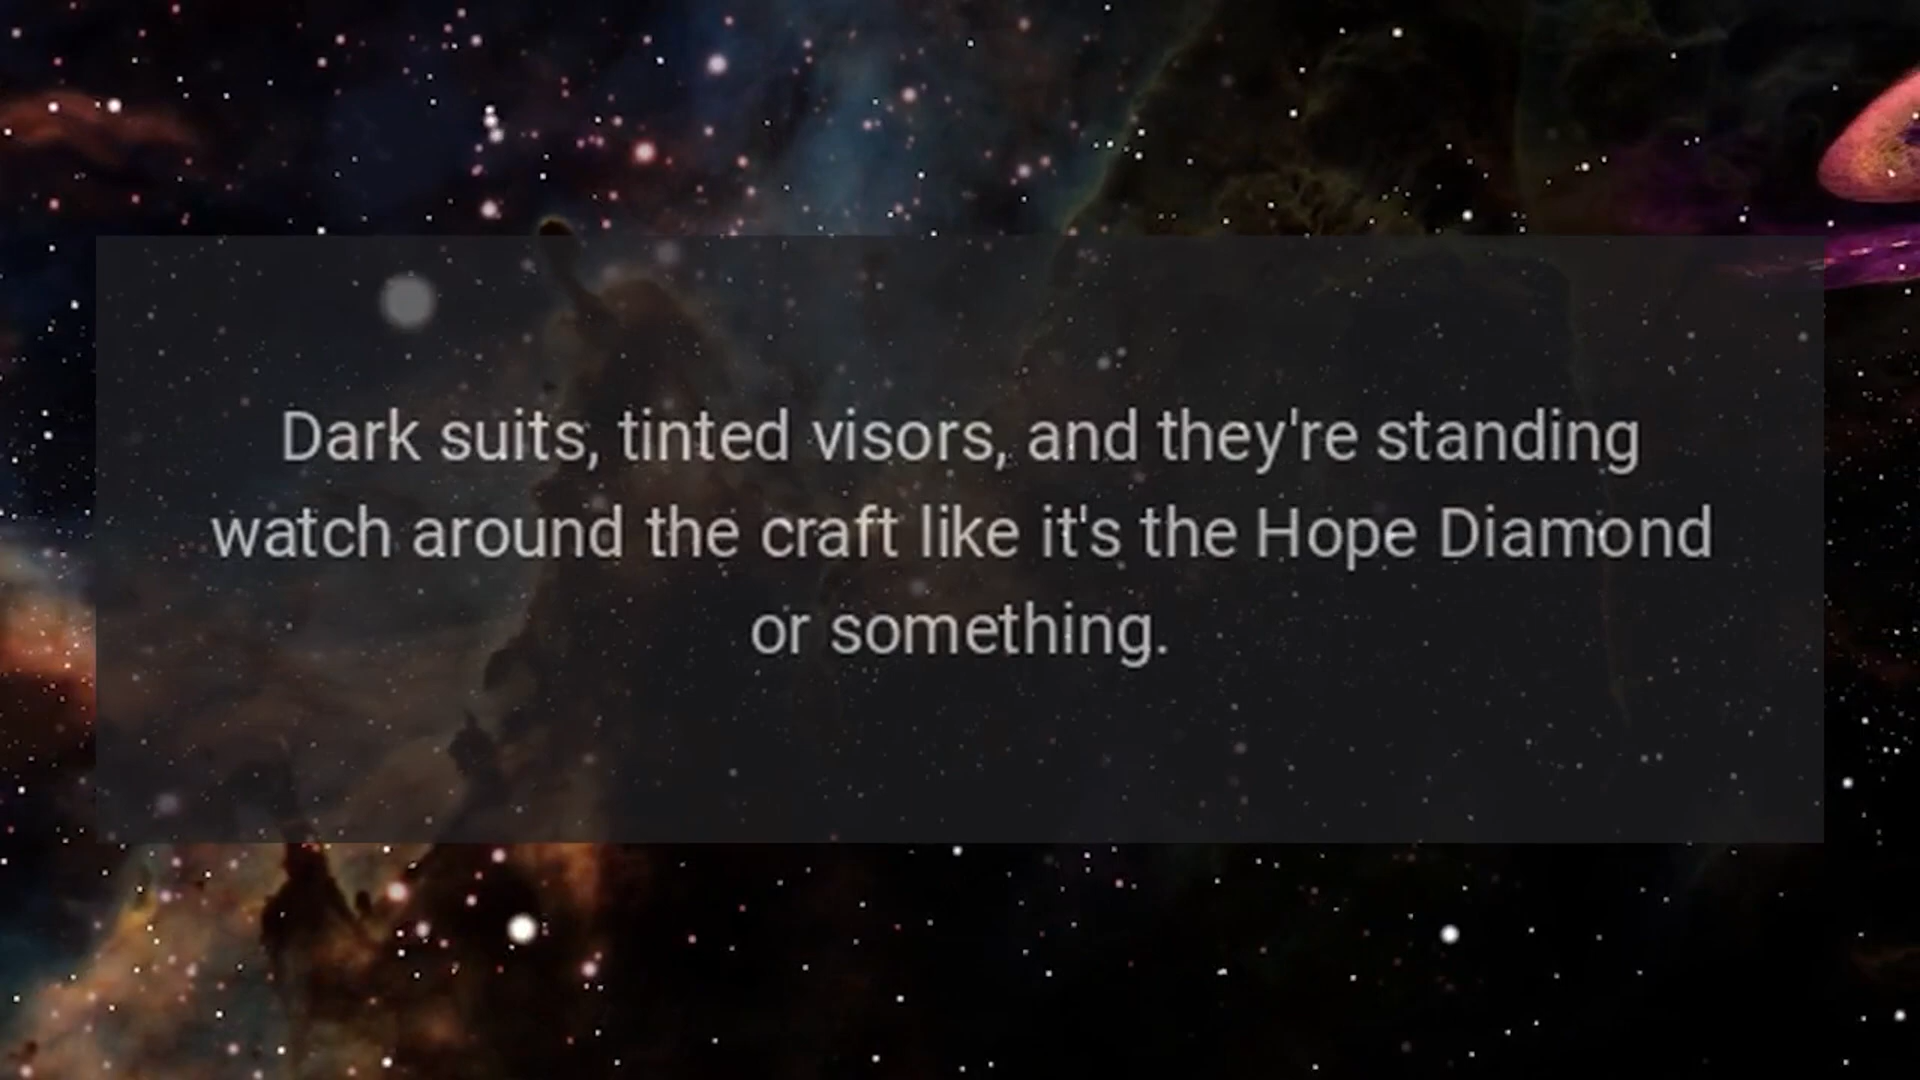 Dark suits, tinted visors, and they're standing
watch around the craft like it's the Hope Diamond
or something.